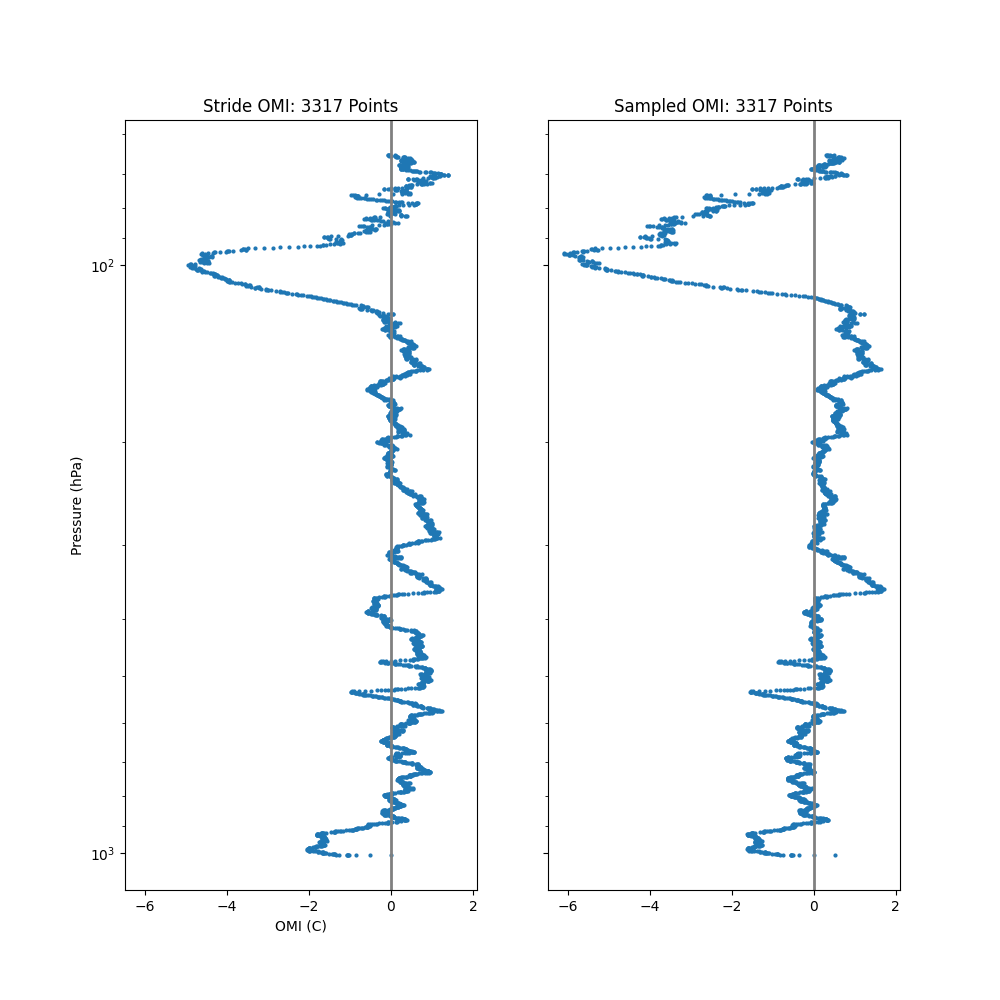 Stride OMI: 3317 Points
Sampled OMI: 3317 Points
Pressure (hPa)
10²
10³
−6 −4 −2 0 2
−6 −4 −2 0 2
OMI (C)